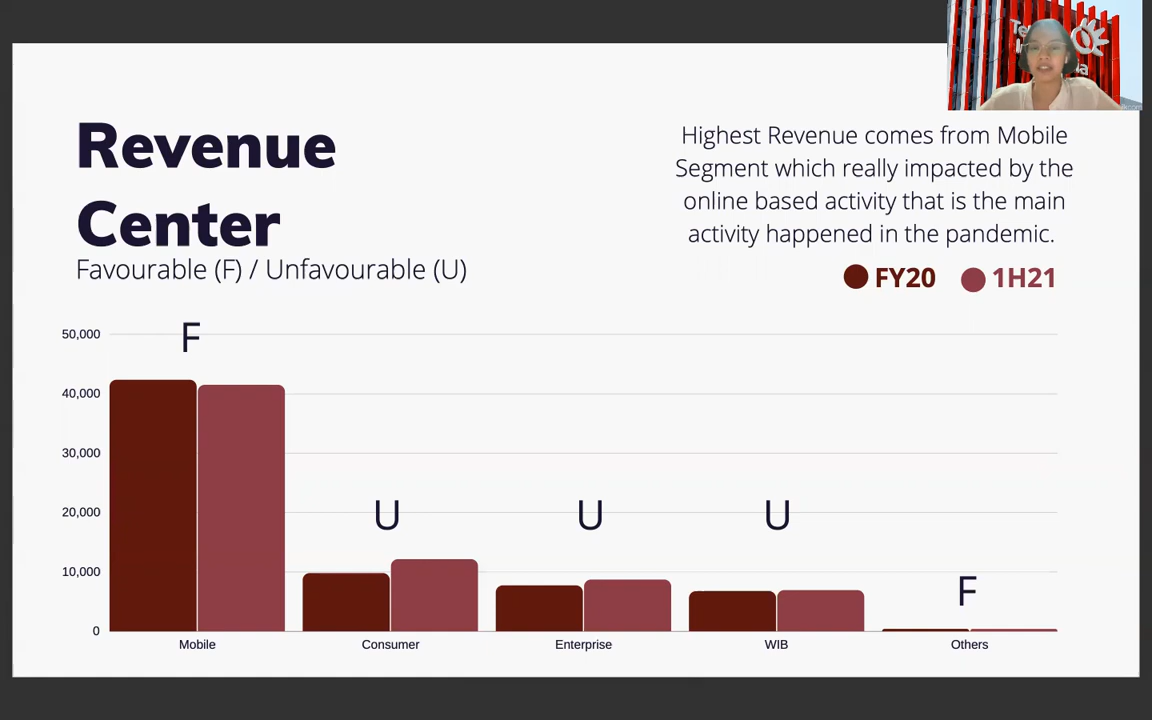 Revenue
Center
Favourable (F) / Unfavourable (U)
Highest Revenue comes from Mobile
Segment which really impacted by the
online based activity that is the main
activity happened in the pandemic.
FY20 1H21
50,000
40,000
30,000
20,000
10,000
0
F
U
U
U
F
Mobile
Consumer
Enterprise
WIB
Others